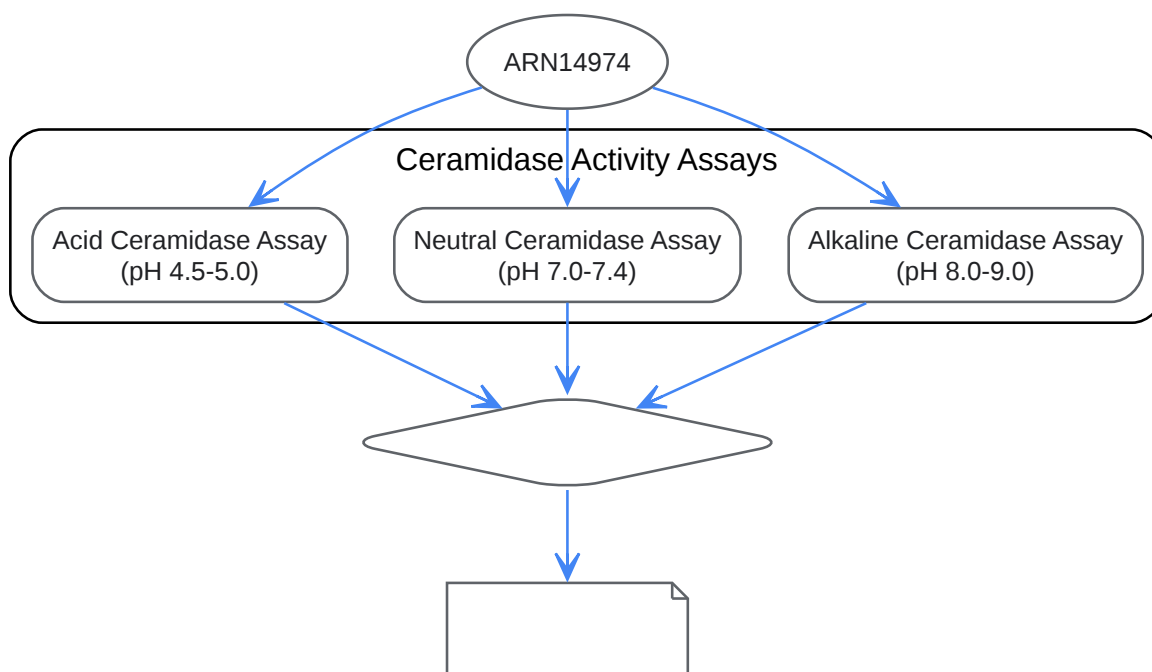 ARN14974
Ceramidase Activity Assays
Acid Ceramidase Assay
(pH 4.5-5.0)
Neutral Ceramidase Assay
(pH 7.0-7.4)
Alkaline Ceramidase Assay
(pH 8.0-9.0)